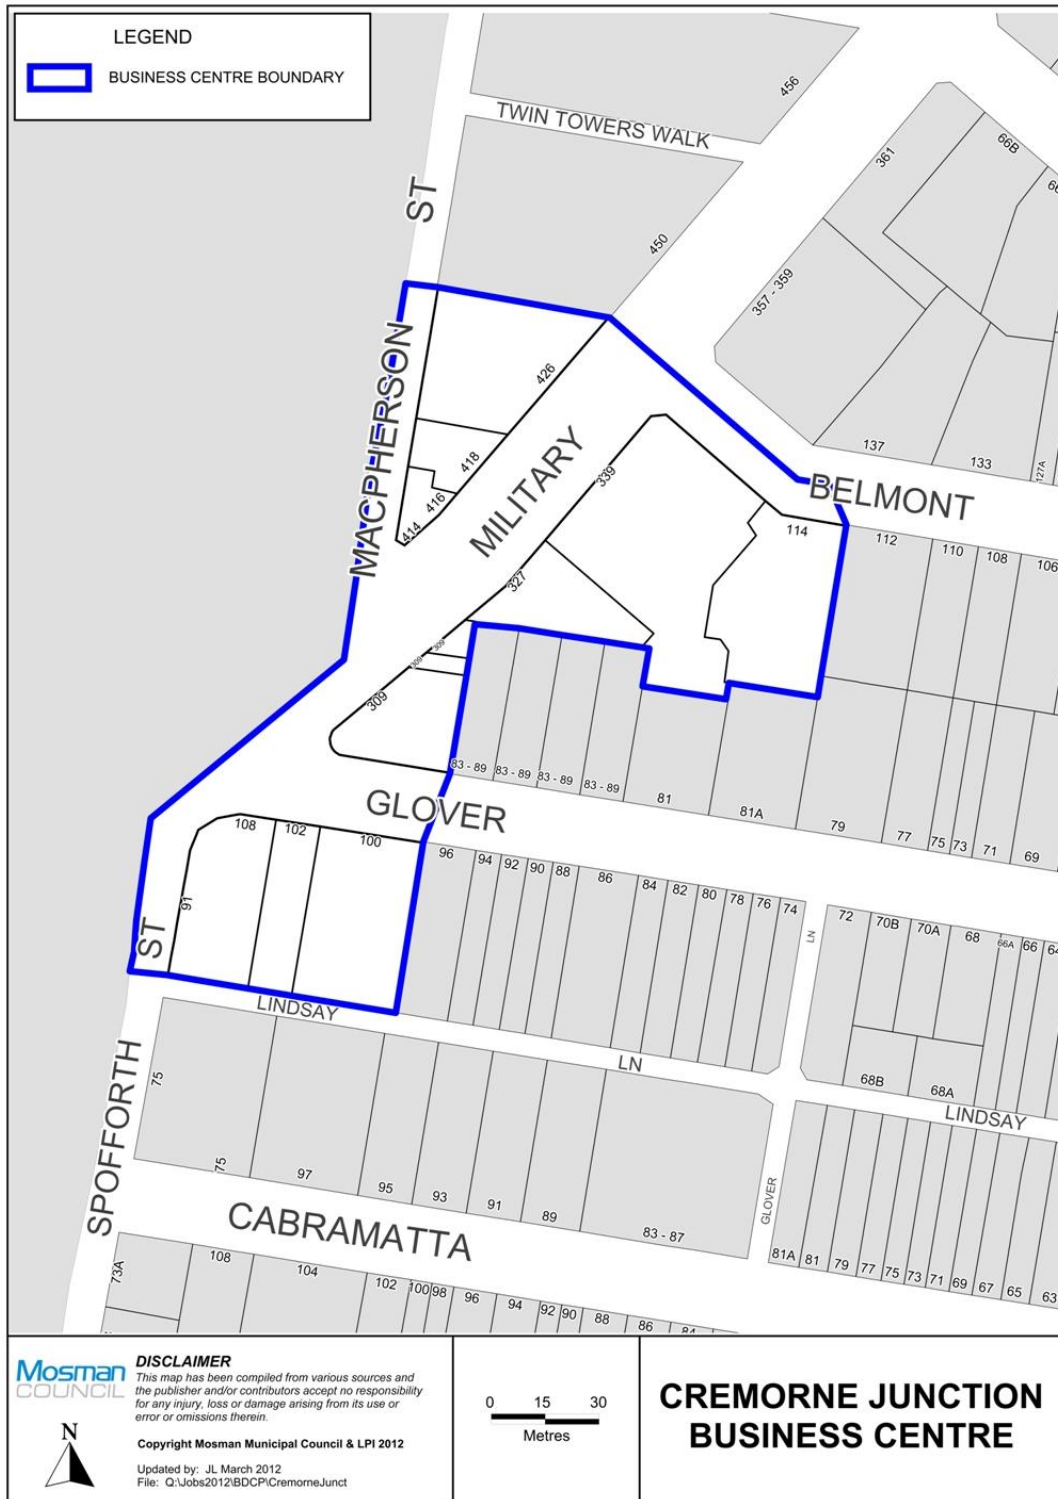 LEGEND
BUSINESS CENTRE BOUNDARY
456
TWIN TOWERS WALK
66B
361
ST
450
357 - 359
MACPHERSON
426
418
416
414
MILITARY
339
137
133
127A
BELMONT
114
112
110
108
106
327
309
309
309
83 - 89
83 - 89
83 - 89
83 - 89
81
81A
79
77
75
73
71
69
GLOVER
108
102
100
91
96
94
92
90
88
86
84
82
80
78
76
74
LN
72
70B
70A
68
66A
66
ST
LINDSAY
LN
68B
68A
LINDSAY
SPOFFORTH
75
75
97
95
93
91
89
83 - 87
GLOVER
CABRAMATTA
81A
81
79
77
75
73
71
69
67
65
63
73A
108
104
102
100
98
96
94
92
90
88
86
Mosman
COUNCIL
N
DISCLAIMER
This map has been compiled from various sources and
the publisher and/or contributors accept no responsibility
for any injury, loss or damage arising from its use or
error or omissions therein.
Copyright Mosman Municipal Council & LPI 2012
Updated by: JL March 2012
File: Q:\Jobs2012\BDCP\CremorneJunct
0 15 30
Metres
CREMORNE JUNCTION
BUSINESS CENTRE